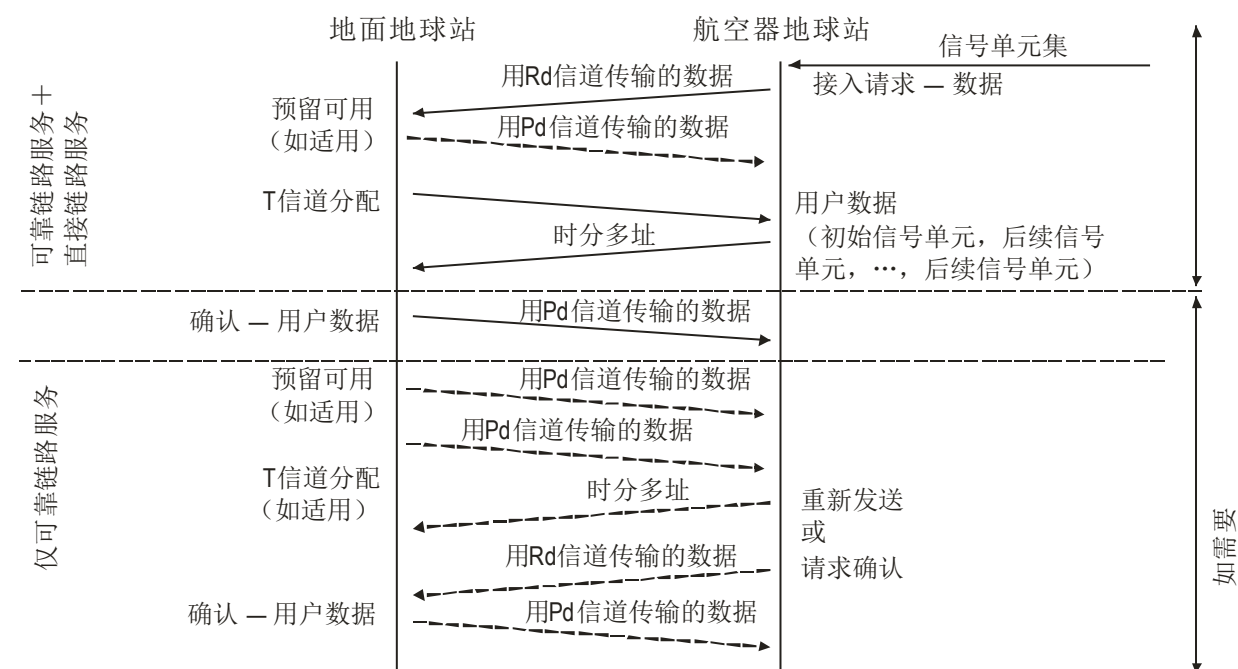 地面地球站
航空器地球站
信号单元集
用Rd信道传输的数据
接入请求 — 数据
预留可用
（如适用）
用Pd信道传输的数据
可靠链路服务＋
直接链路服务
T信道分配
用户数据
（初始信号单元，后续信号
单元，…，后续信号单元）
时分多址
确认 — 用户数据
用Pd信道传输的数据
预留可用
（如适用）
用Pd信道传输的数据
用Pd信道传输的数据
仅可靠链路服务
T信道分配
（如适用）
时分多址
重新发送
或
请求确认
用Rd信道传输的数据
如需要
确认 — 用户数据
用Pd信道传输的数据